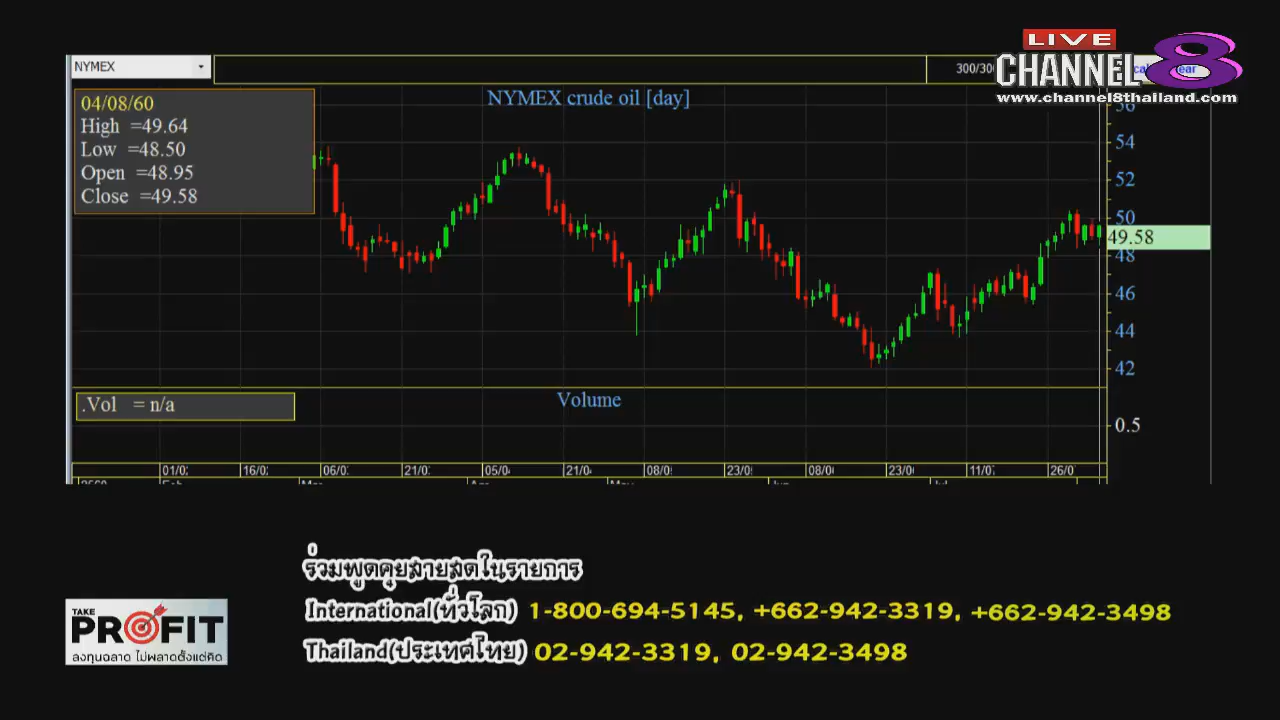 LIVE
CHANNEL 8
www.channel8thailand.com
NYMEX
NYMEX crude oil [day]
04/08/60
High =49.64
Low =48.50
Open =48.95
Close =49.58
56
54
52
50
49.58
48
46
44
42
.Vol = n/a
Volume
0.5
01/0 16/0 06/0 21/0 05/0 21/0 08/0 23/0 08/0 23/0 11/0 26/0
ร่วมพูดคุยสายสดในรายการ
International(ทั่วโลก) 1-800-694-5145, +662-942-3319, +662-942-3498
Thailand(ประเทศไทย) 02-942-3319, 02-942-3498
TAKE
PROFIT
ลงทุนฉลาด ไม่พลาดตั้งแต่คิด